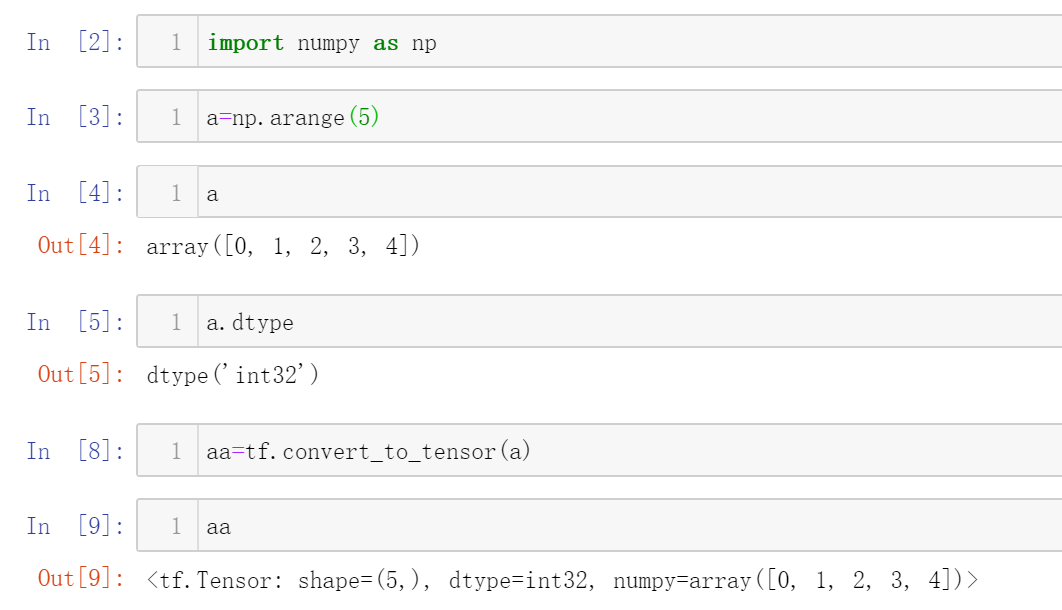 In [2]: 1 import numpy as np
In [3]: 1 a=np.arange(5)
In [4]: 1 a
Out[4]: array([0, 1, 2, 3, 4])
In [5]: 1 a.dtype
Out[5]: dtype('int32')
In [8]: 1 aa=tf.convert_to_tensor(a)
In [9]: 1 aa
Out[9]: <tf.Tensor: shape=(5,), dtype=int32, numpy=array([0, 1, 2, 3, 4])>